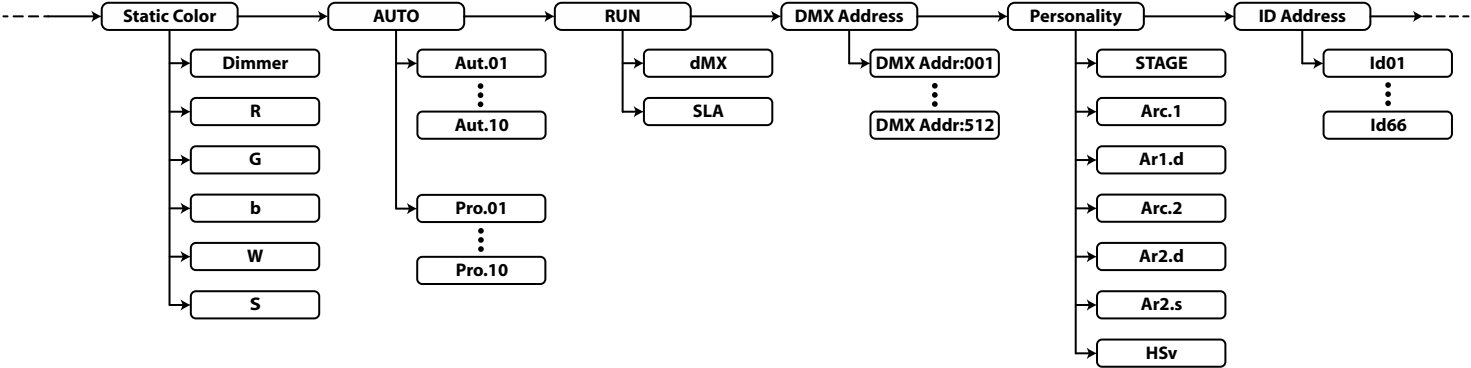 Static Color
AUTO
RUN
DMX Address
Personality
ID Address
Dimmer
R
G
b
W
S
Aut.01
Aut.10
Pro.01
Pro.10
dMX
SLA
DMX Addr:001
DMX Addr:512
STAGE
Arc.1
Ar1.d
Arc.2
Ar2.d
Ar2.s
HSv
Id01
Id66